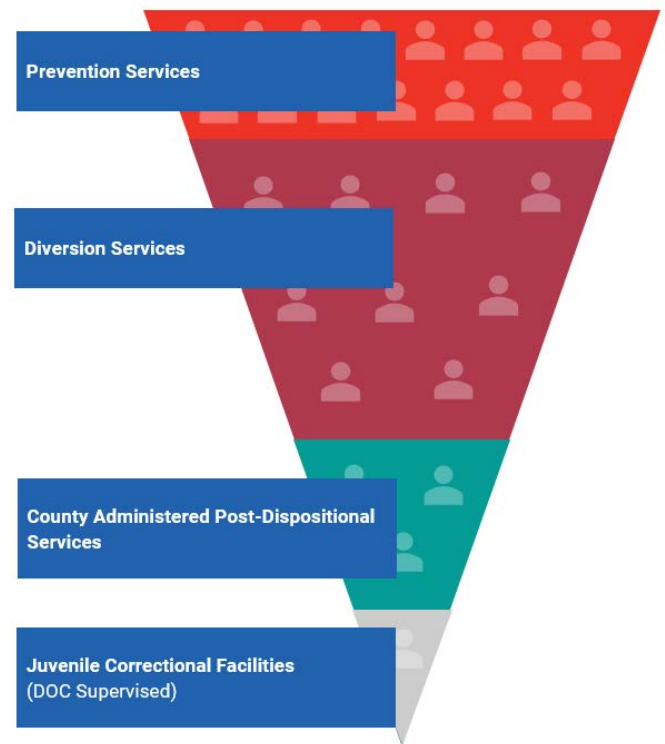 Prevention Services
Diversion Services
County Administered Post-Dispositional
Services
Juvenile Correctional Facilities
(DOC Supervised)